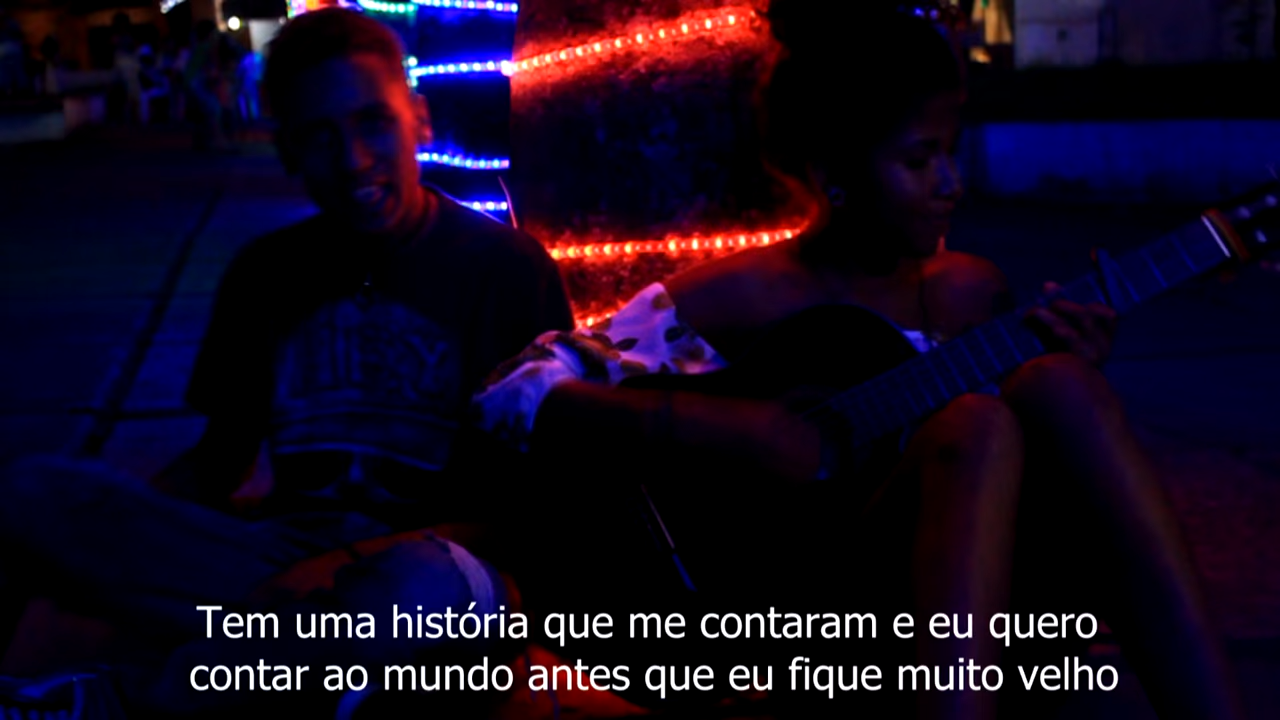 Tem uma história que me contaram e eu quero
contar ao mundo antes que eu fique muito velho